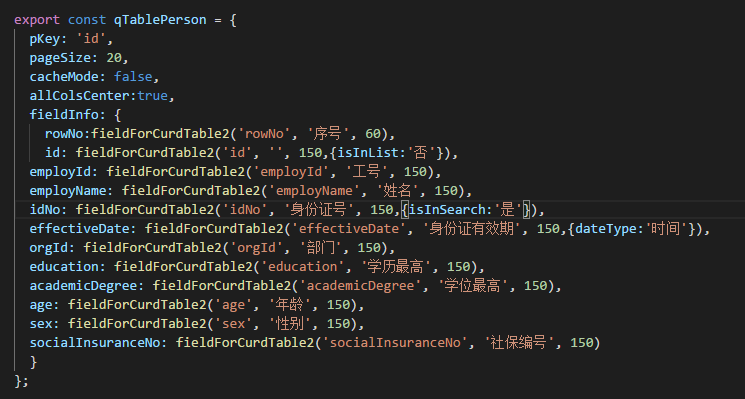 export const qTablePerson = {
  pKey: 'id',
  pageSize: 20,
  cacheMode: false,
  allColsCenter:true,
  fieldInfo: {
    rowNo:fieldForCurdTable2('rowNo', '序号', 60),
    id: fieldForCurdTable2('id', '', 150,{isInList:'否'}),
  employId: fieldForCurdTable2('employId', '工号', 150),
  employName: fieldForCurdTable2('employName', '姓名', 150),
  idNo: fieldForCurdTable2('idNo', '身份证号', 150,{isInSearch:'是'}),
  effectiveDate: fieldForCurdTable2('effectiveDate', '身份证有效期', 150,{dateType:'时间'}),
  orgId: fieldForCurdTable2('orgId', '部门', 150),
  education: fieldForCurdTable2('education', '学历最高', 150),
  academicDegree: fieldForCurdTable2('academicDegree', '学位最高', 150),
  age: fieldForCurdTable2('age', '年龄', 150),
  sex: fieldForCurdTable2('sex', '性别', 150),
  socialInsuranceNo: fieldForCurdTable2('socialInsuranceNo', '社保编号', 150)
  }
};